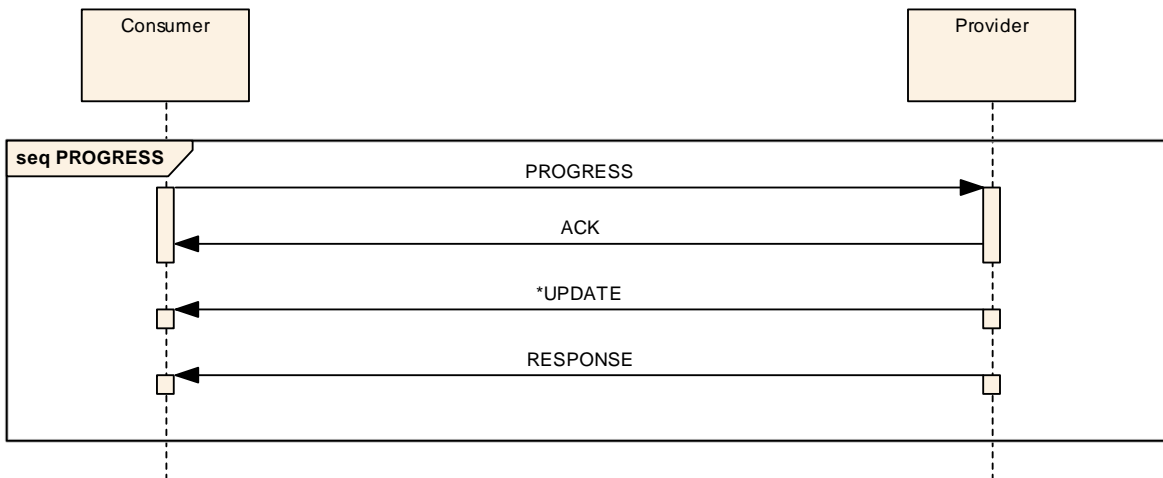 Consumer
Provider
seq PROGRESS
PROGRESS
ACK
*UPDATE
RESPONSE